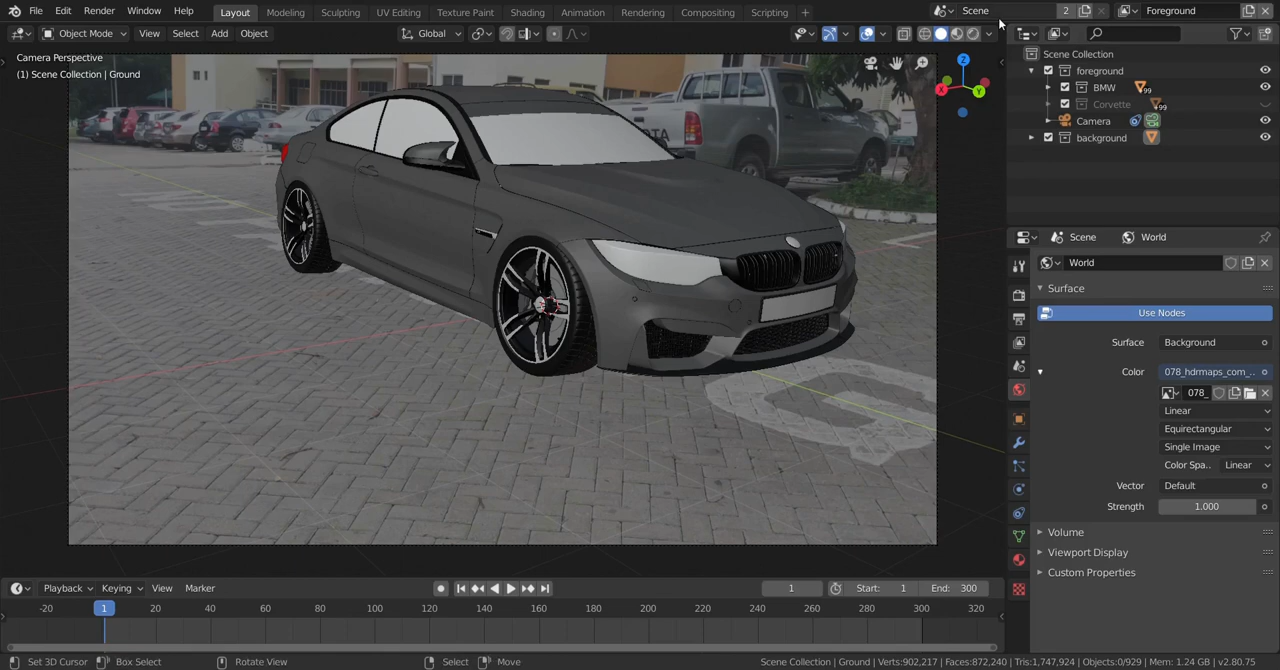 File Edit Render Window Help Layout Modeling Sculpting UV Editing Texture Paint Shading Animation Rendering Compositing Scripting + Scene 2 Foreground
Object Mode View Select Add Object Global
Camera Perspective
(1) Scene Collection | Ground
X Y Z
TOYOTA
Scene Collection
foreground
BMW 99
Corvette 99
Camera
background
Scene World
World
Surface
Use Nodes
Surface Background
Color 078_hdrmaps_com_..
078_
Linear
Equirectangular
Single Image
Color Spa.. Linear
Vector Default
Strength 1.000
Volume
Viewport Display
Custom Properties
Playback Keying View Marker 1 Start: 1 End: 300
-20 1 20 40 60 80 100 120 140 160 180 200 220 240 260 280 300 320
Set 3D Cursor Box Select Rotate View Select Move Scene Collection | Ground | Verts:902,217 | Faces:872,240 | Tris:1,747,924 | Objects:0/929 | Mem: 1.24 GB | v2.80.75